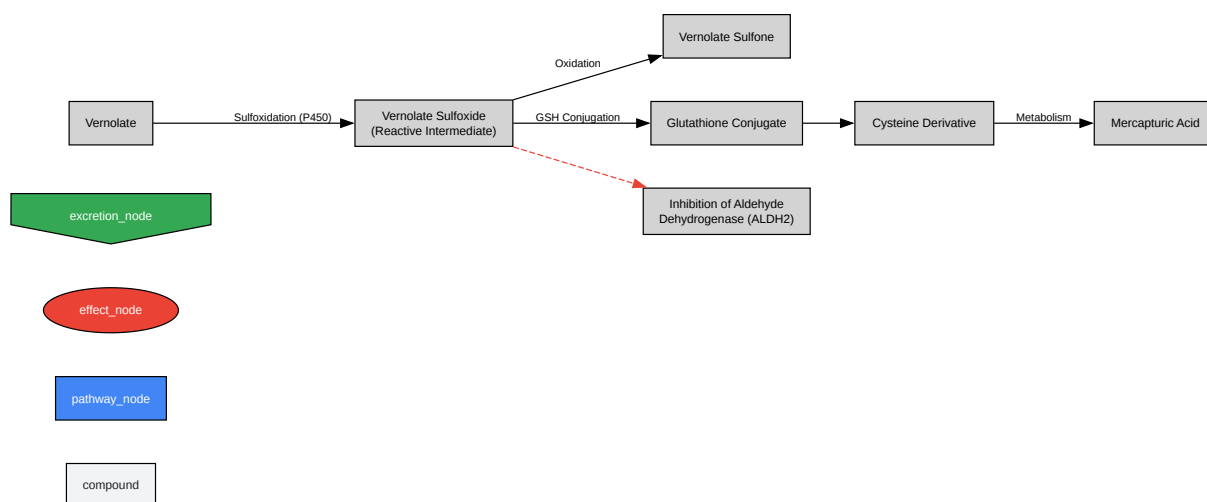 Vernolate Sulfone
Oxidation
Vernolate
Sulfoxidation (P450)
Vernolate Sulfoxide
(Reactive Intermediate)
GSH Conjugation
Glutathione Conjugate
Cysteine Derivative
Metabolism
Mercapturic Acid
Inhibition of Aldehyde
Dehydrogenase (ALDH2)
excretion_node
effect_node
pathway_node
compound